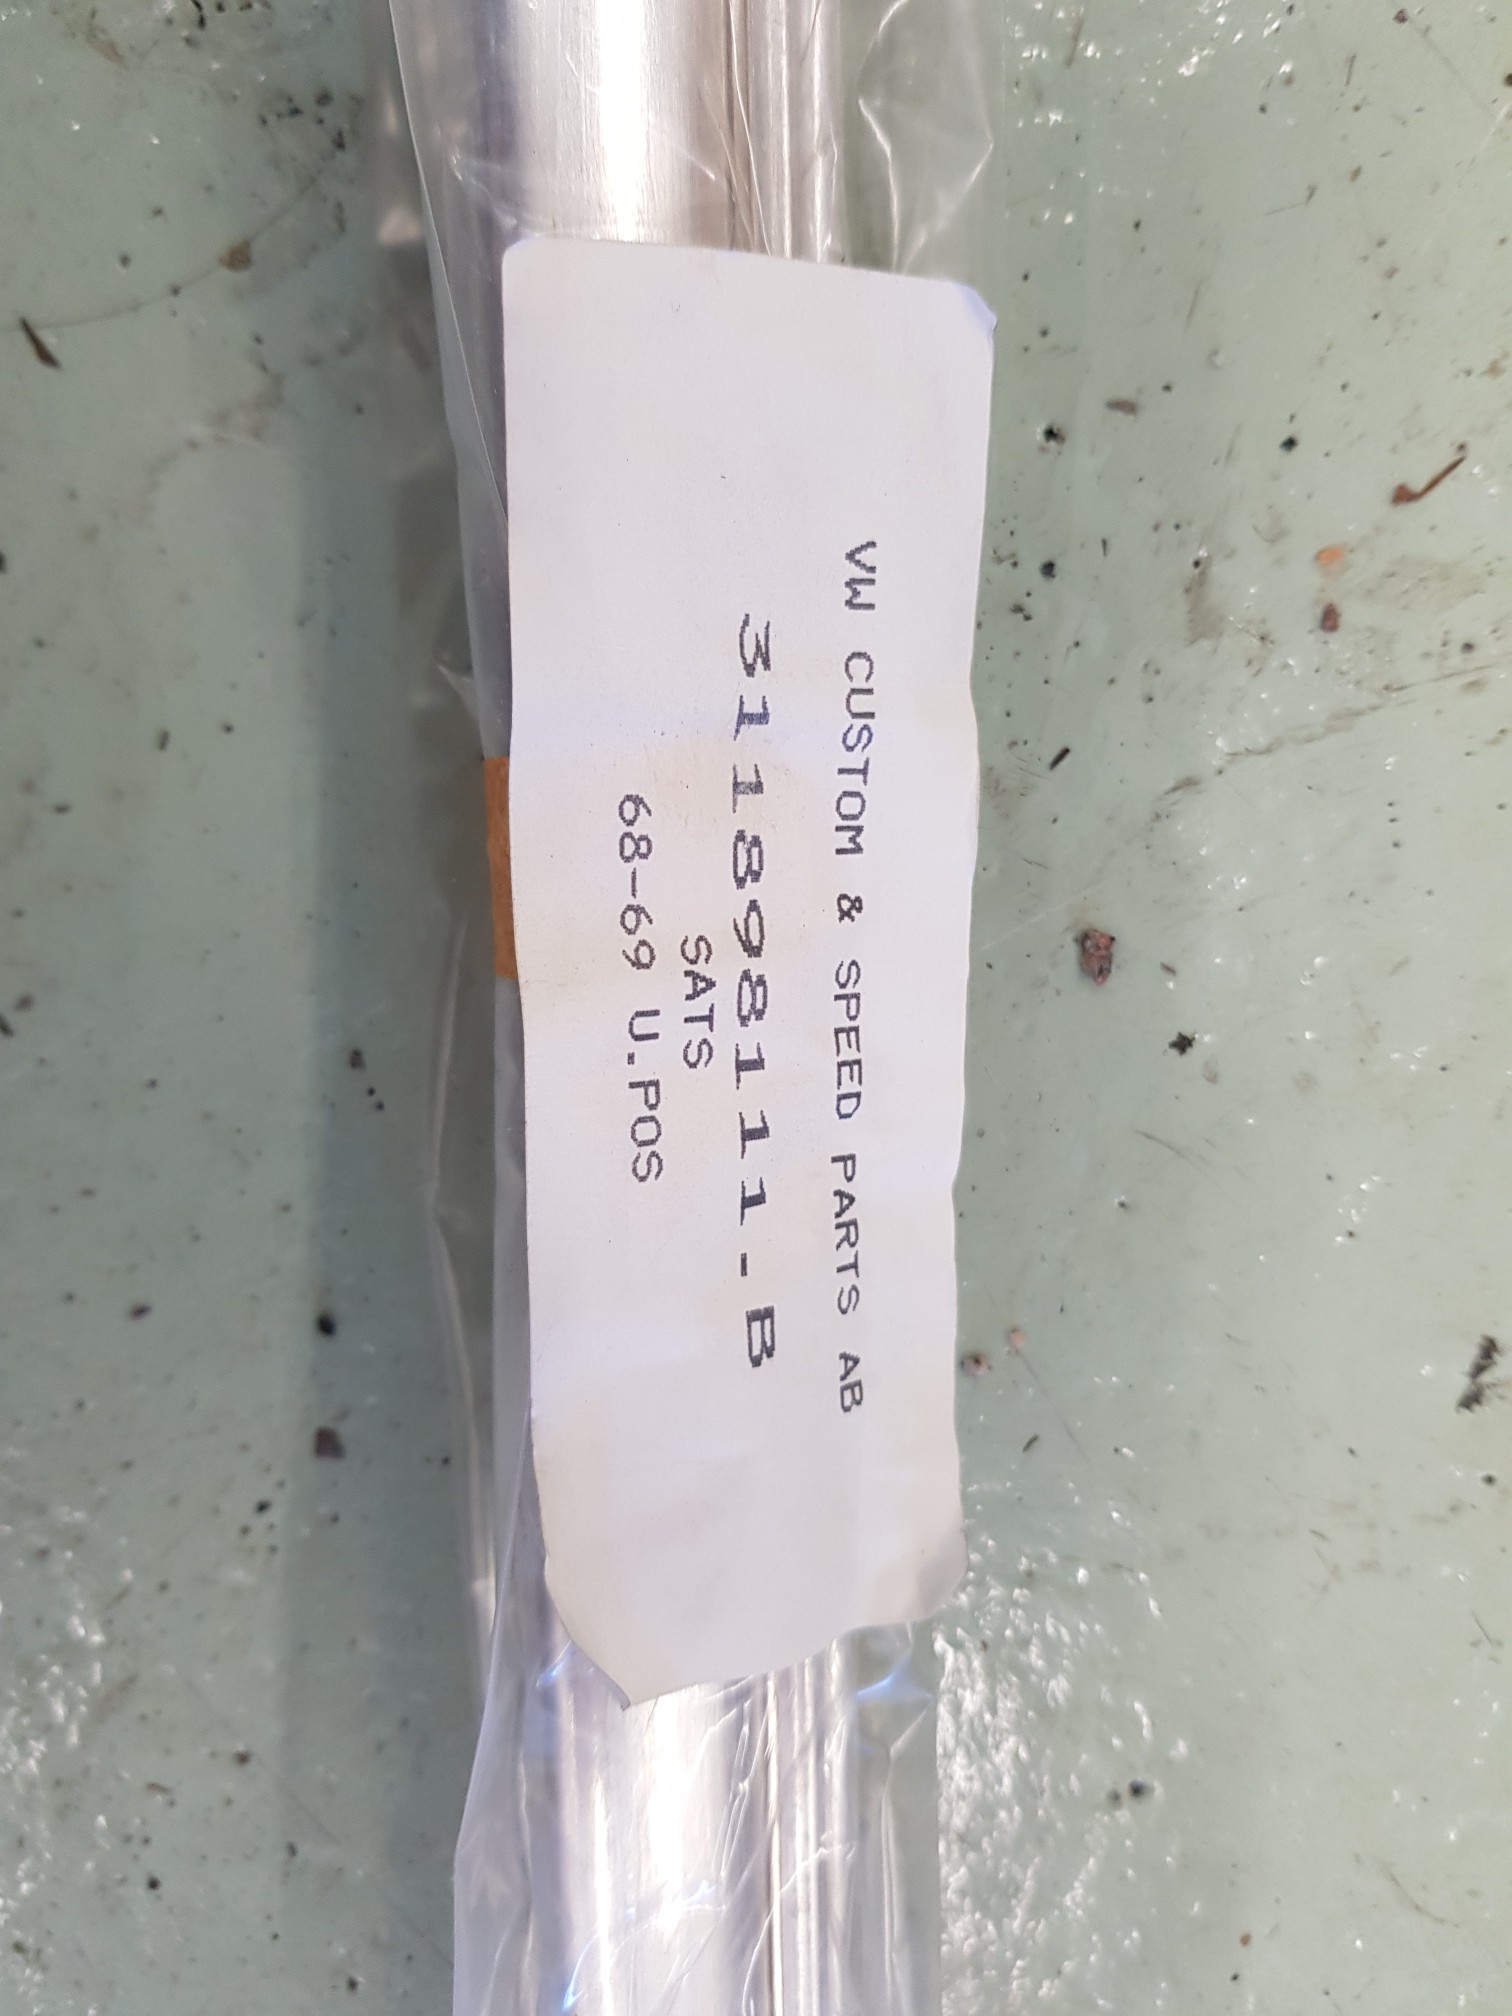 VW CUSTOM & SPEED PARTS AB
311898111-B
SATS
68-69 U.POS